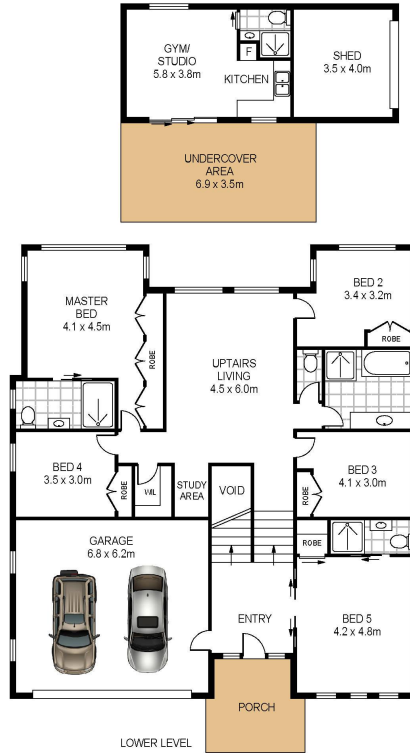 GYM/
STUDIO
5.8 x 3.8m
F
KITCHEN
SHED
3.5 x 4.0m
UNDERCOVER
AREA
6.9 x 3.5m
MASTER
BED
4.1 x 4.5m
ROBE
UPTAIRS
LIVING
4.5 x 6.0m
BED 2
3.4 x 3.2m
ROBE
BED 4
3.5 x 3.0m
ROBE
WIL
STUDY
AREA
VOID
ROBE
BED 3
4.1 x 3.0m
GARAGE
6.8 x 6.2m
ROBE
ENTRY
BED 5
4.2 x 4.8m
PORCH
LOWER LEVEL